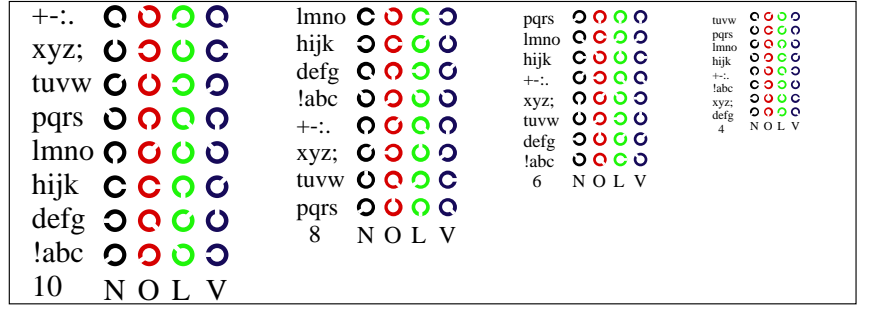 +-:.
xyz;
tuvw
pqrs
lmno
hijk
defg
!abc
10 N O L V
lmno
hijk
defg
!abc
+-:.
xyz;
tuvw
pqrs
8 N O L V
pqrs
lmno
hijk
+-:.
xyz;
tuvw
defg
!abc
6 N O L V
tuvw
pqrs
lmno
hijk
+-:.
!abc
xyz;
defg
4 N O L V